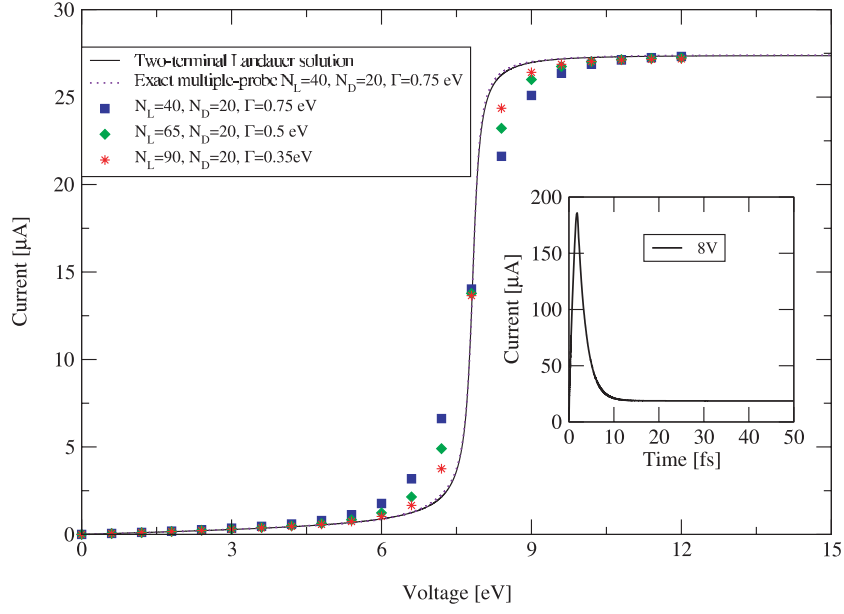 30
25
20
15
10
5
0
Current [μA]
Two-terminal Landauer solution
Exact multiple-probe N_L=40, N_D=20, Γ=0.75 eV
N_L=40, N_D=20, Γ=0.75 eV
N_L=65, N_D=20, Γ=0.5 eV
N_L=90, N_D=20, Γ=0.35eV
200
150
100
50
0
Current [μA]
8V
0 10 20 30 40 50
Time [fs]
0 3 6 9 12 15
Voltage [eV]